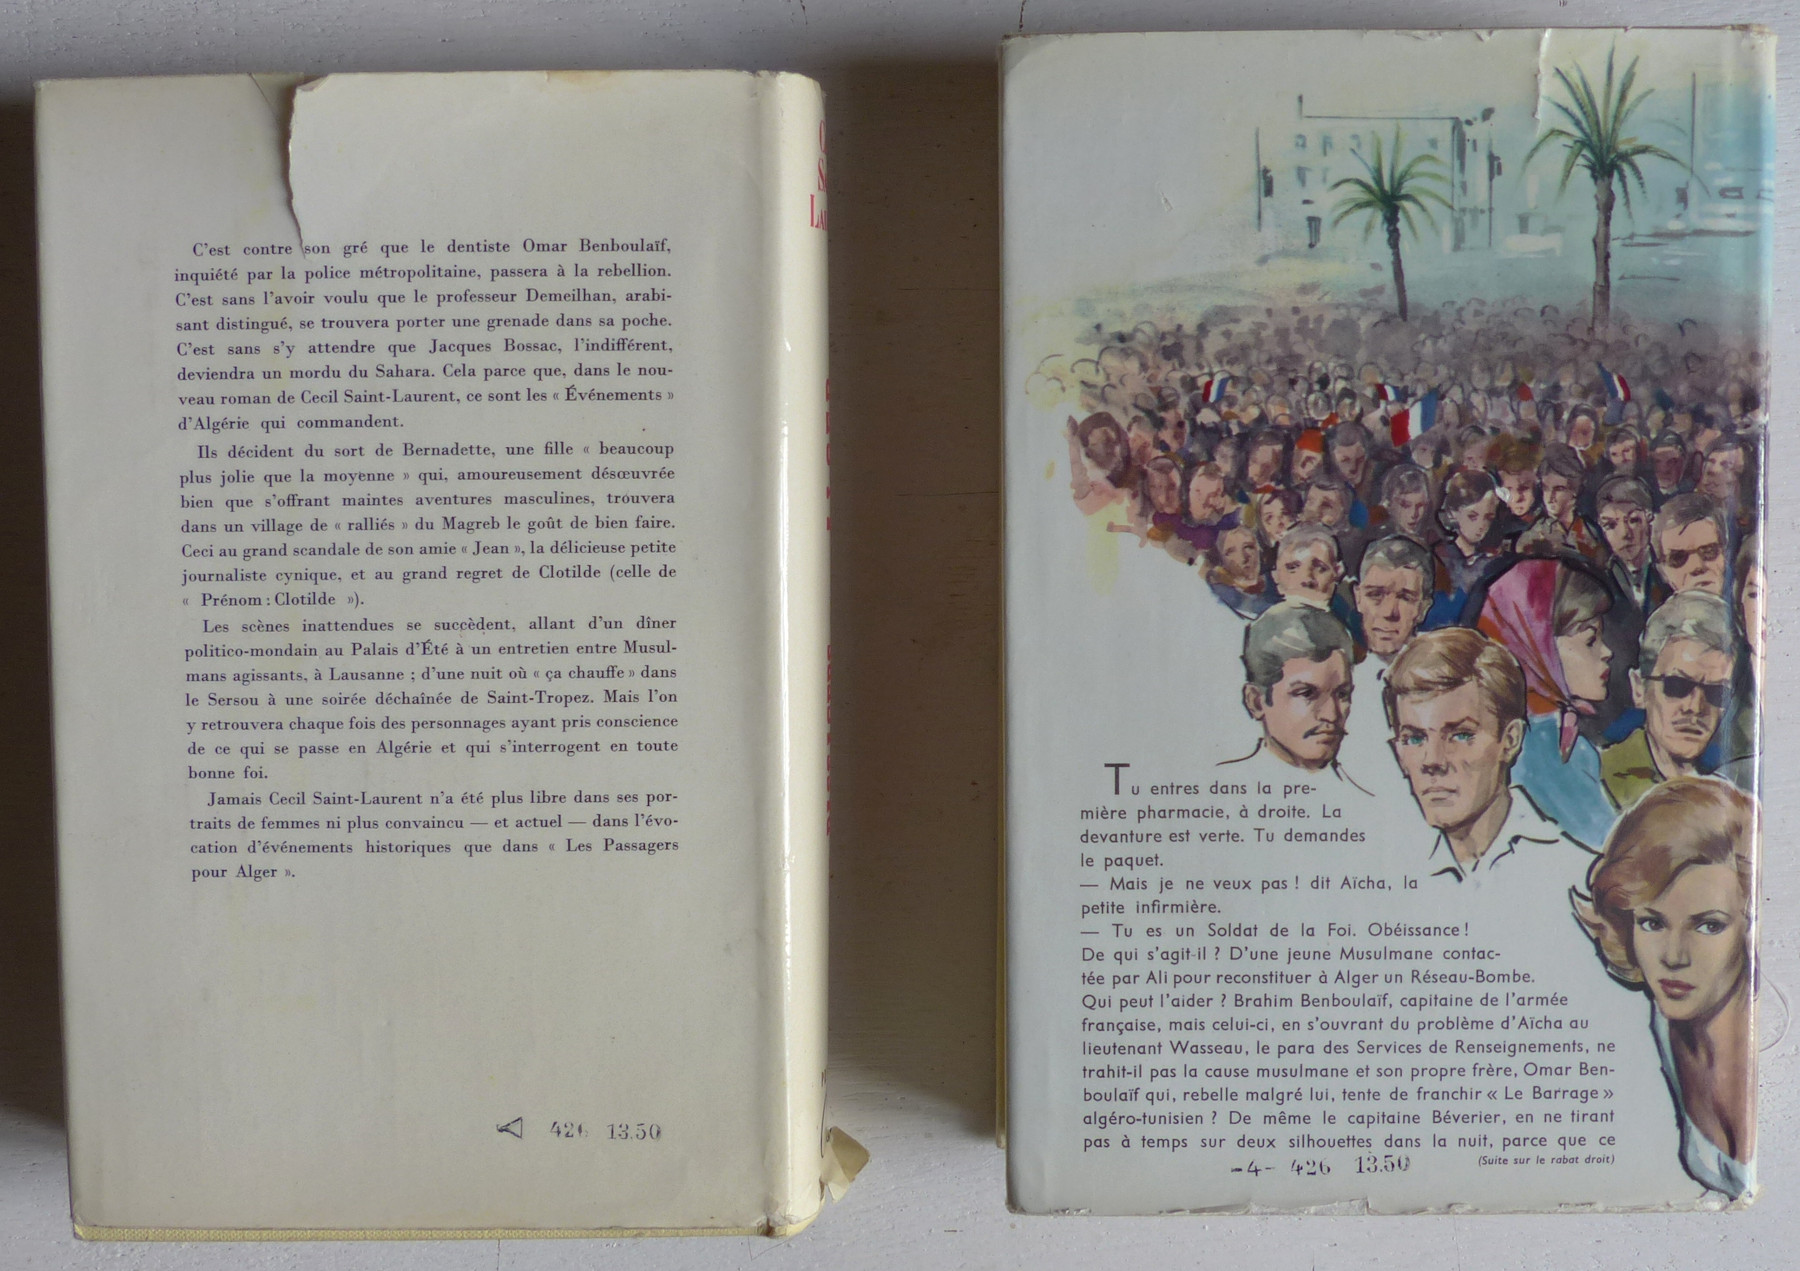 C'est contre son gré que le dentiste Omar Benboulaïf,
inquiété par la police métropolitaine, passera à la rebellion.
C'est sans l'avoir voulu que le professeur Demeilhan, arabi-
sant distingué, se trouvera porter une grenade dans sa poche.
C'est sans s'y attendre que Jacques Bossac, l'indifférent,
deviendra un mordu du Sahara. Cela parce que, dans le nou-
veau roman de Cecil Saint-Laurent, ce sont les « Événements »
d'Algérie qui commandent.
Ils décident du sort de Bernadette, une fille « beaucoup
plus jolie que la moyenne » qui, amoureusement désœuvrée
bien que s'offrant maintes aventures masculines, trouvera
dans un village de « ralliés » du Magreb le goût de bien faire.
Ceci au grand scandale de son amie « Jean », la délicieuse petite
journaliste cynique, et au grand regret de Clotilde (celle de
« Prénom : Clotilde »).
Les scènes inattendues se succèdent, allant d'un dîner
politico-mondain au Palais d'Été à un entretien entre Musul-
mans agissants, à Lausanne ; d'une nuit où « ça chauffe » dans
le Sersou à une soirée déchaînée de Saint-Tropez. Mais l'on
y retrouvera chaque fois des personnages ayant pris conscience
de ce qui se passe en Algérie et qui s'interrogent en toute
bonne foi.
Jamais Cecil Saint-Laurent n'a été plus libre dans ses por-
traits de femmes ni plus convaincu — et actuel — dans l'évo-
cation d'événements historiques que dans « Les Passagers
pour Alger ».
426 13.50
Tu entres dans la pre-
mière pharmacie, à droite. La
devanture est verte. Tu demandes
le paquet.
— Mais je ne veux pas ! dit Aïcha, la
petite infirmière.
— Tu es un Soldat de la Foi. Obéissance !
De qui s'agit-il ? D'une jeune Musulmane contac-
tée par Ali pour reconstituer à Alger un Réseau-Bombe.
Qui peut l'aider ? Brahim Benboulaïf, capitaine de l'armée
française, mais celui-ci, en s'ouvrant du problème d'Aïcha au
lieutenant Wasseau, le para des Services de Renseignements, ne
trahit-il pas la cause musulmane et son propre frère, Omar Ben-
boulaïf qui, rebelle malgré lui, tente de franchir « Le Barrage »
algéro-tunisien ? De même le capitaine Béverier, en ne tirant
pas à temps sur deux silhouettes dans la nuit, parce que ce
(Suite sur le rabat droit)
-4- 426 13.50